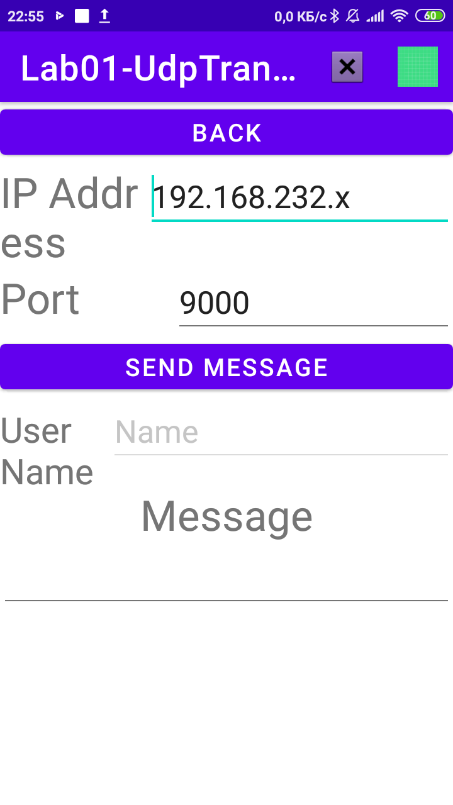 22:55 0,0 КБ/с 60
Lab01-UdpTran...
BACK
IP Addr 192.168.232.x
ess
Port 9000
SEND MESSAGE
User Name
Name
Message